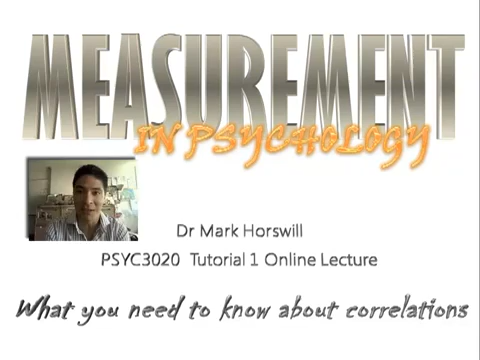 MEASUREMENT
IN PSYCHOLOGY
Dr Mark Horswill
PSYC3020 Tutorial 1 Online Lecture
What you need to know about correlations